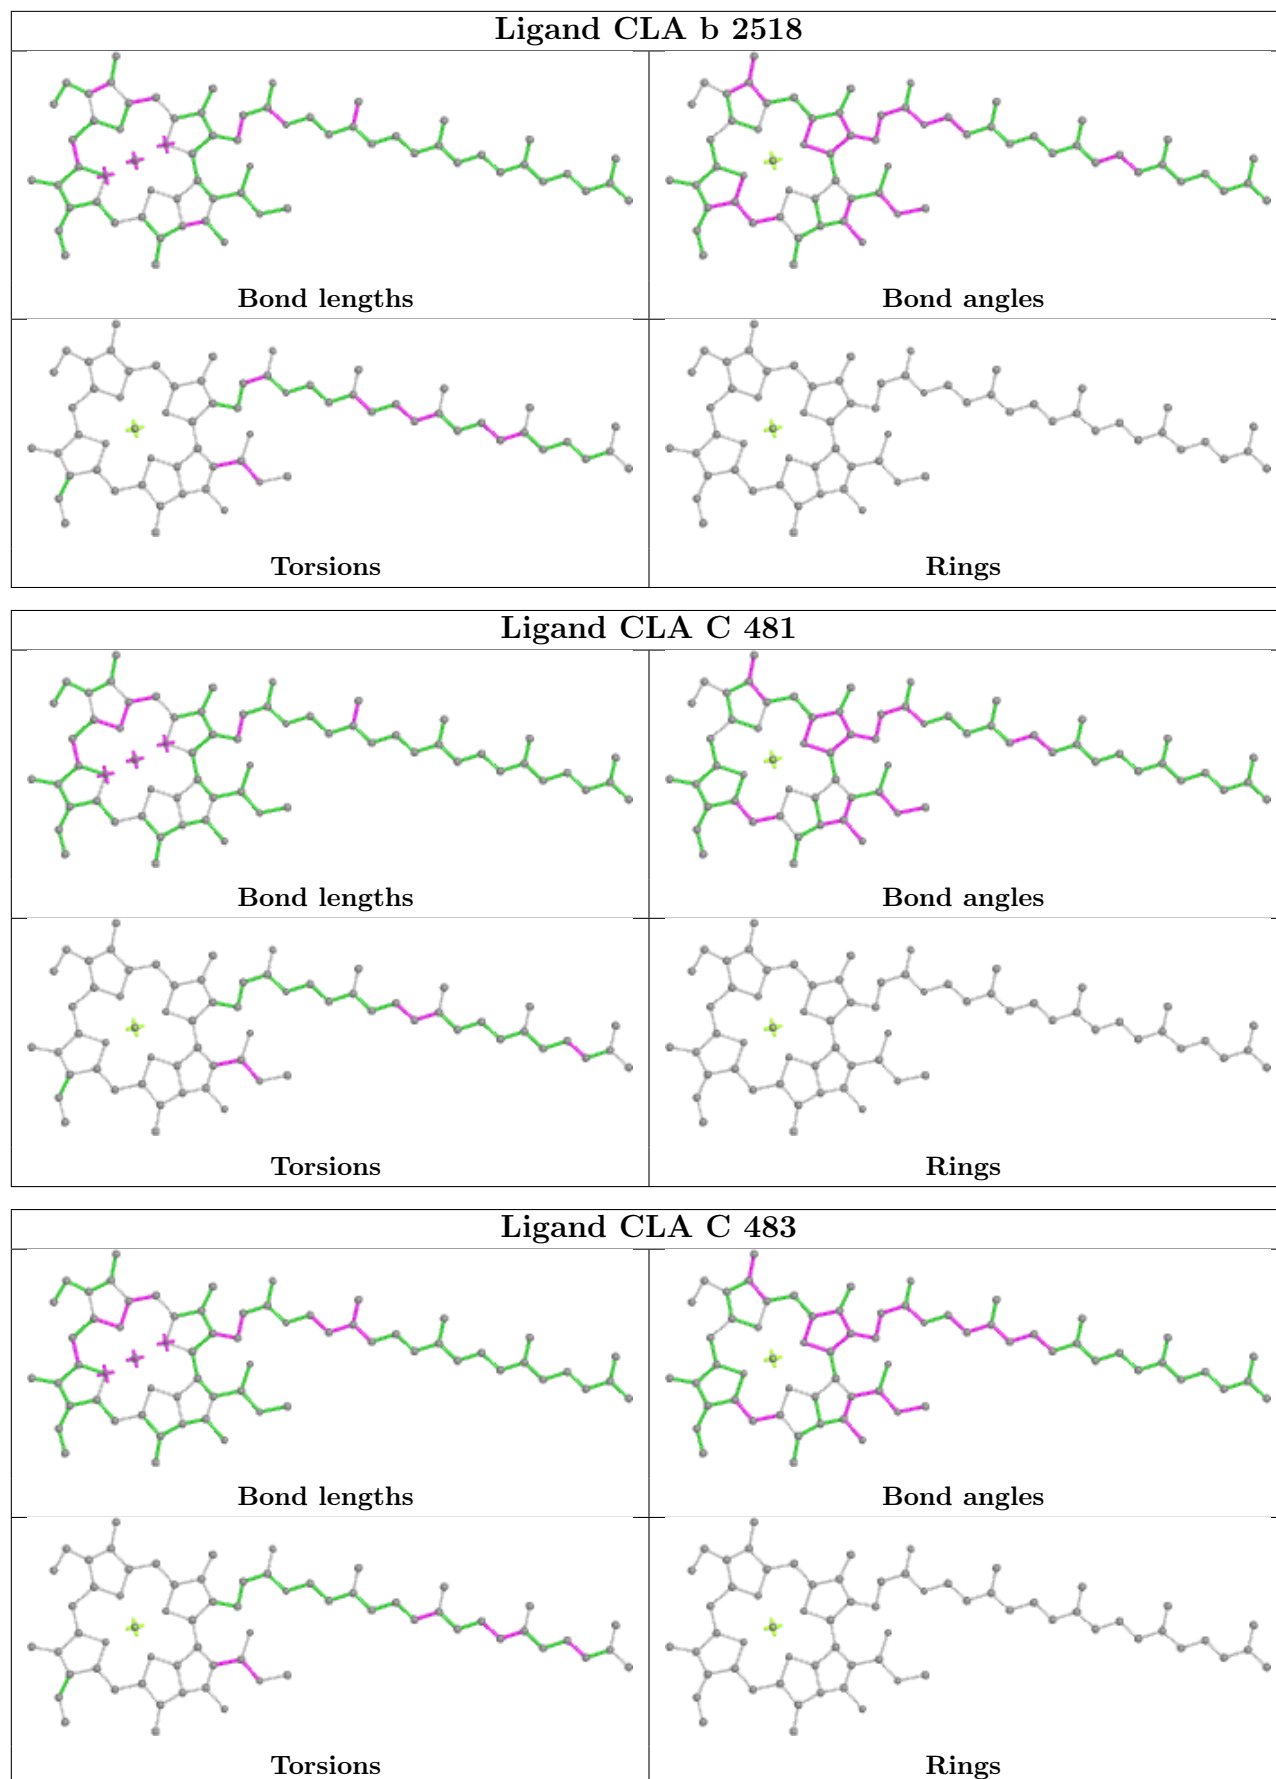 Ligand CLA b 2518
Bond lengths
Bond angles
Torsions
Rings
Ligand CLA C 481
Bond lengths
Bond angles
Torsions
Rings
Ligand CLA C 483
Bond lengths
Bond angles
Torsions
Rings